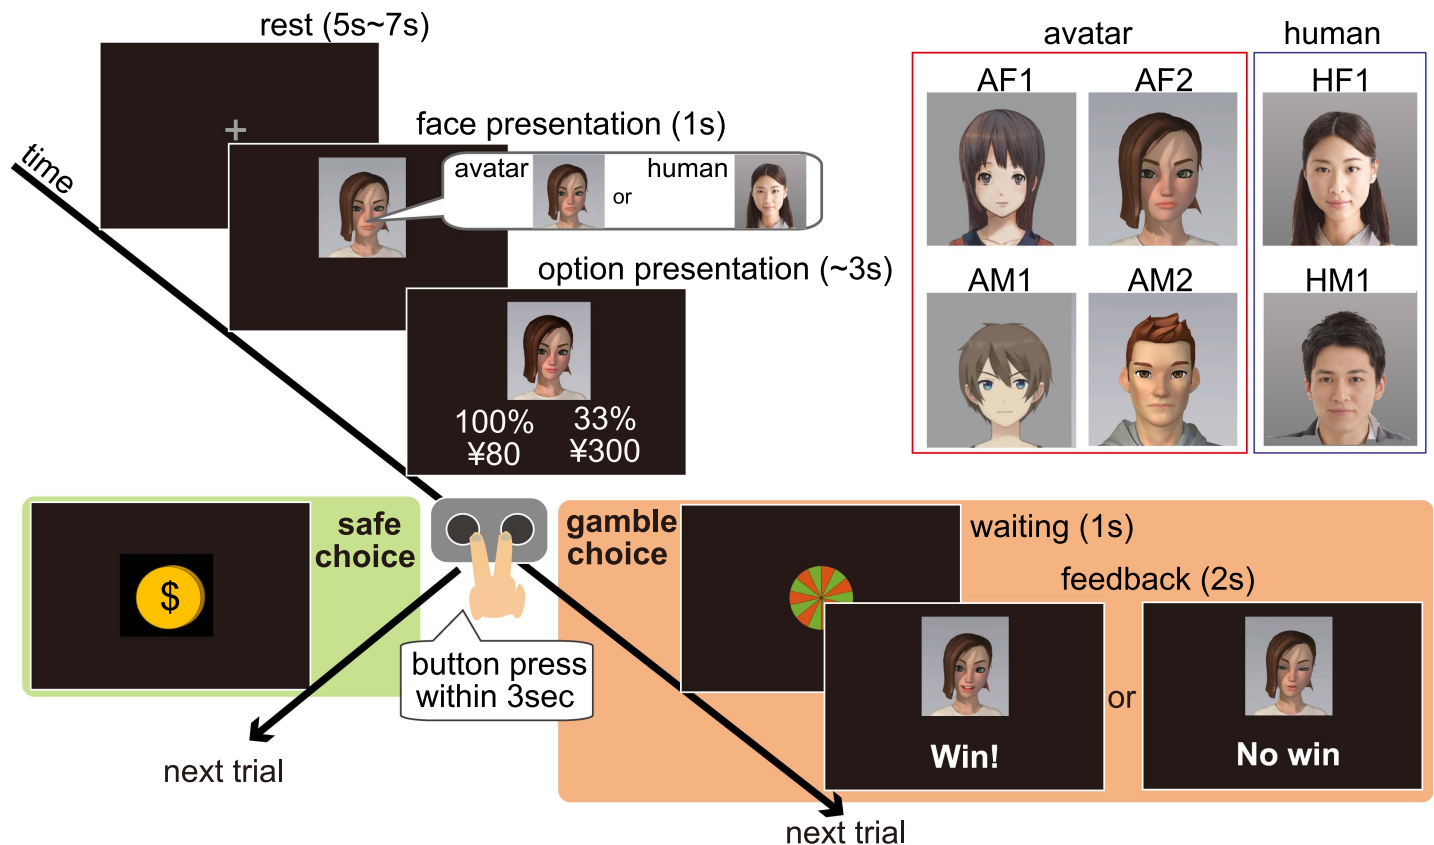 rest (5s~7s)
time
face presentation (1s)
avatar
or
human
option presentation (~3s)
100%
¥80
33%
¥300
avatar
human
AF1
AF2
HF1
AM1
AM2
HM1
safe
choice
$
next trial
button press
within 3sec
gamble
choice
waiting (1s)
feedback (2s)
Win!
or
No win
next trial